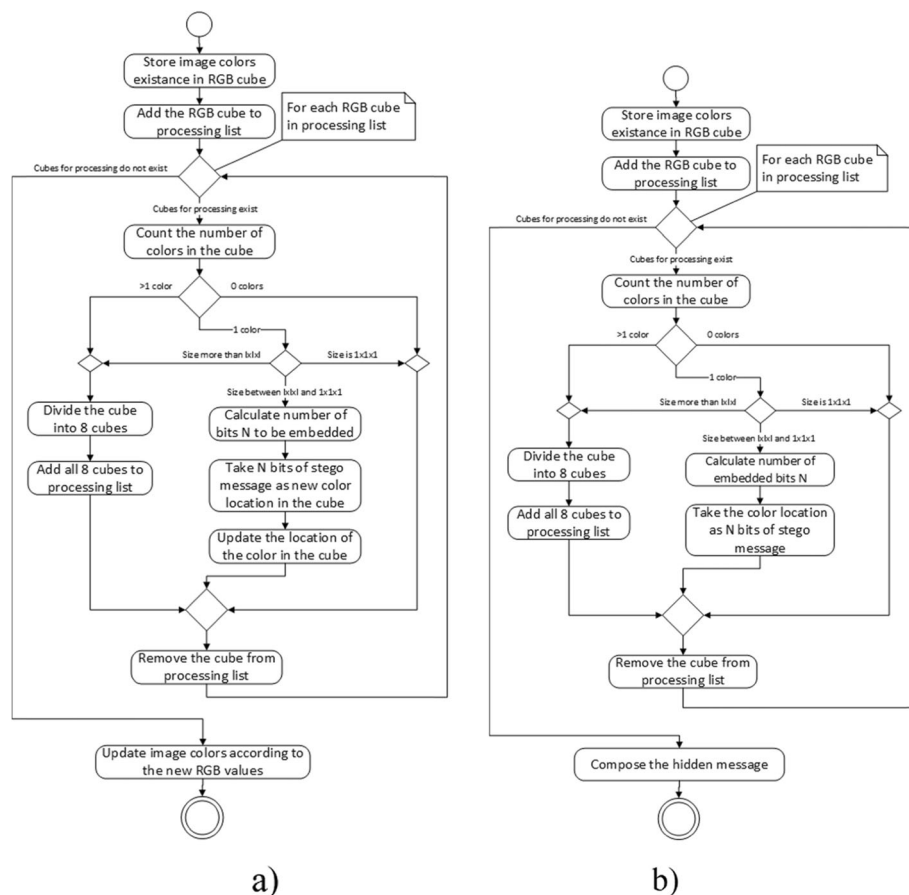 Store image colors
existance in RGB cube
Add the RGB cube to
processing list
For each RGB cube
in processing list
Cubes for processing do not exist
Cubes for processing exist
Count the number of
colors in the cube
>1 color
0 colors
1 color
Size more than lxlxl
Size is 1x1x1
Size between lxlxl and 1x1x1
Divide the cube
into 8 cubes
Calculate number of
bits N to be embedded
Add all 8 cubes to
processing list
Take N bits of stego
message as new color
location in the cube
Update the location of
the color in the cube
Remove the cube from
processing list
Update image colors according to
the new RGB values
a)
Store image colors
existance in RGB cube
Add the RGB cube to
processing list
For each RGB cube
in processing list
Cubes for processing do not exist
Cubes for processing exist
Count the number of
colors in the cube
>1 color
0 colors
1 color
Size more than lxlxl
Size is 1x1x1
Size between lxlxl and 1x1x1
Divide the cube
into 8 cubes
Calculate number of
embedded bits N
Add all 8 cubes to
processing list
Take the color location
as N bits of stego
message
Remove the cube from
processing list
Compose the hidden message
b)